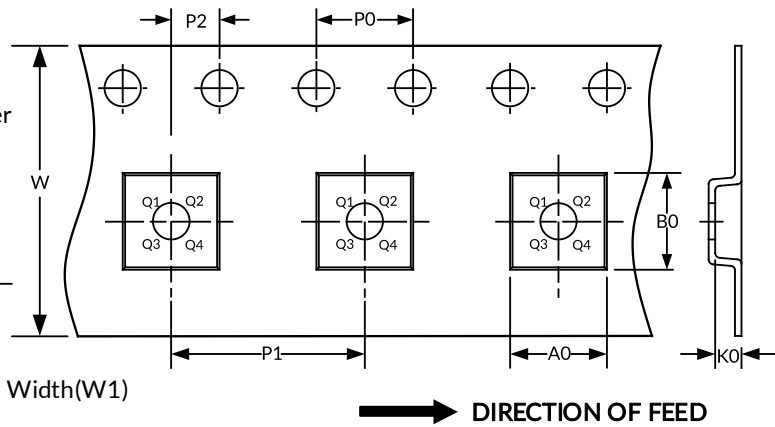 P2
P0
er
W
Q1 Q2
Q3 Q4
Q1 Q2
Q3 Q4
Q1 Q2
Q3 Q4
B0
P1
A0
K0
Width(W1)
DIRECTION OF FEED